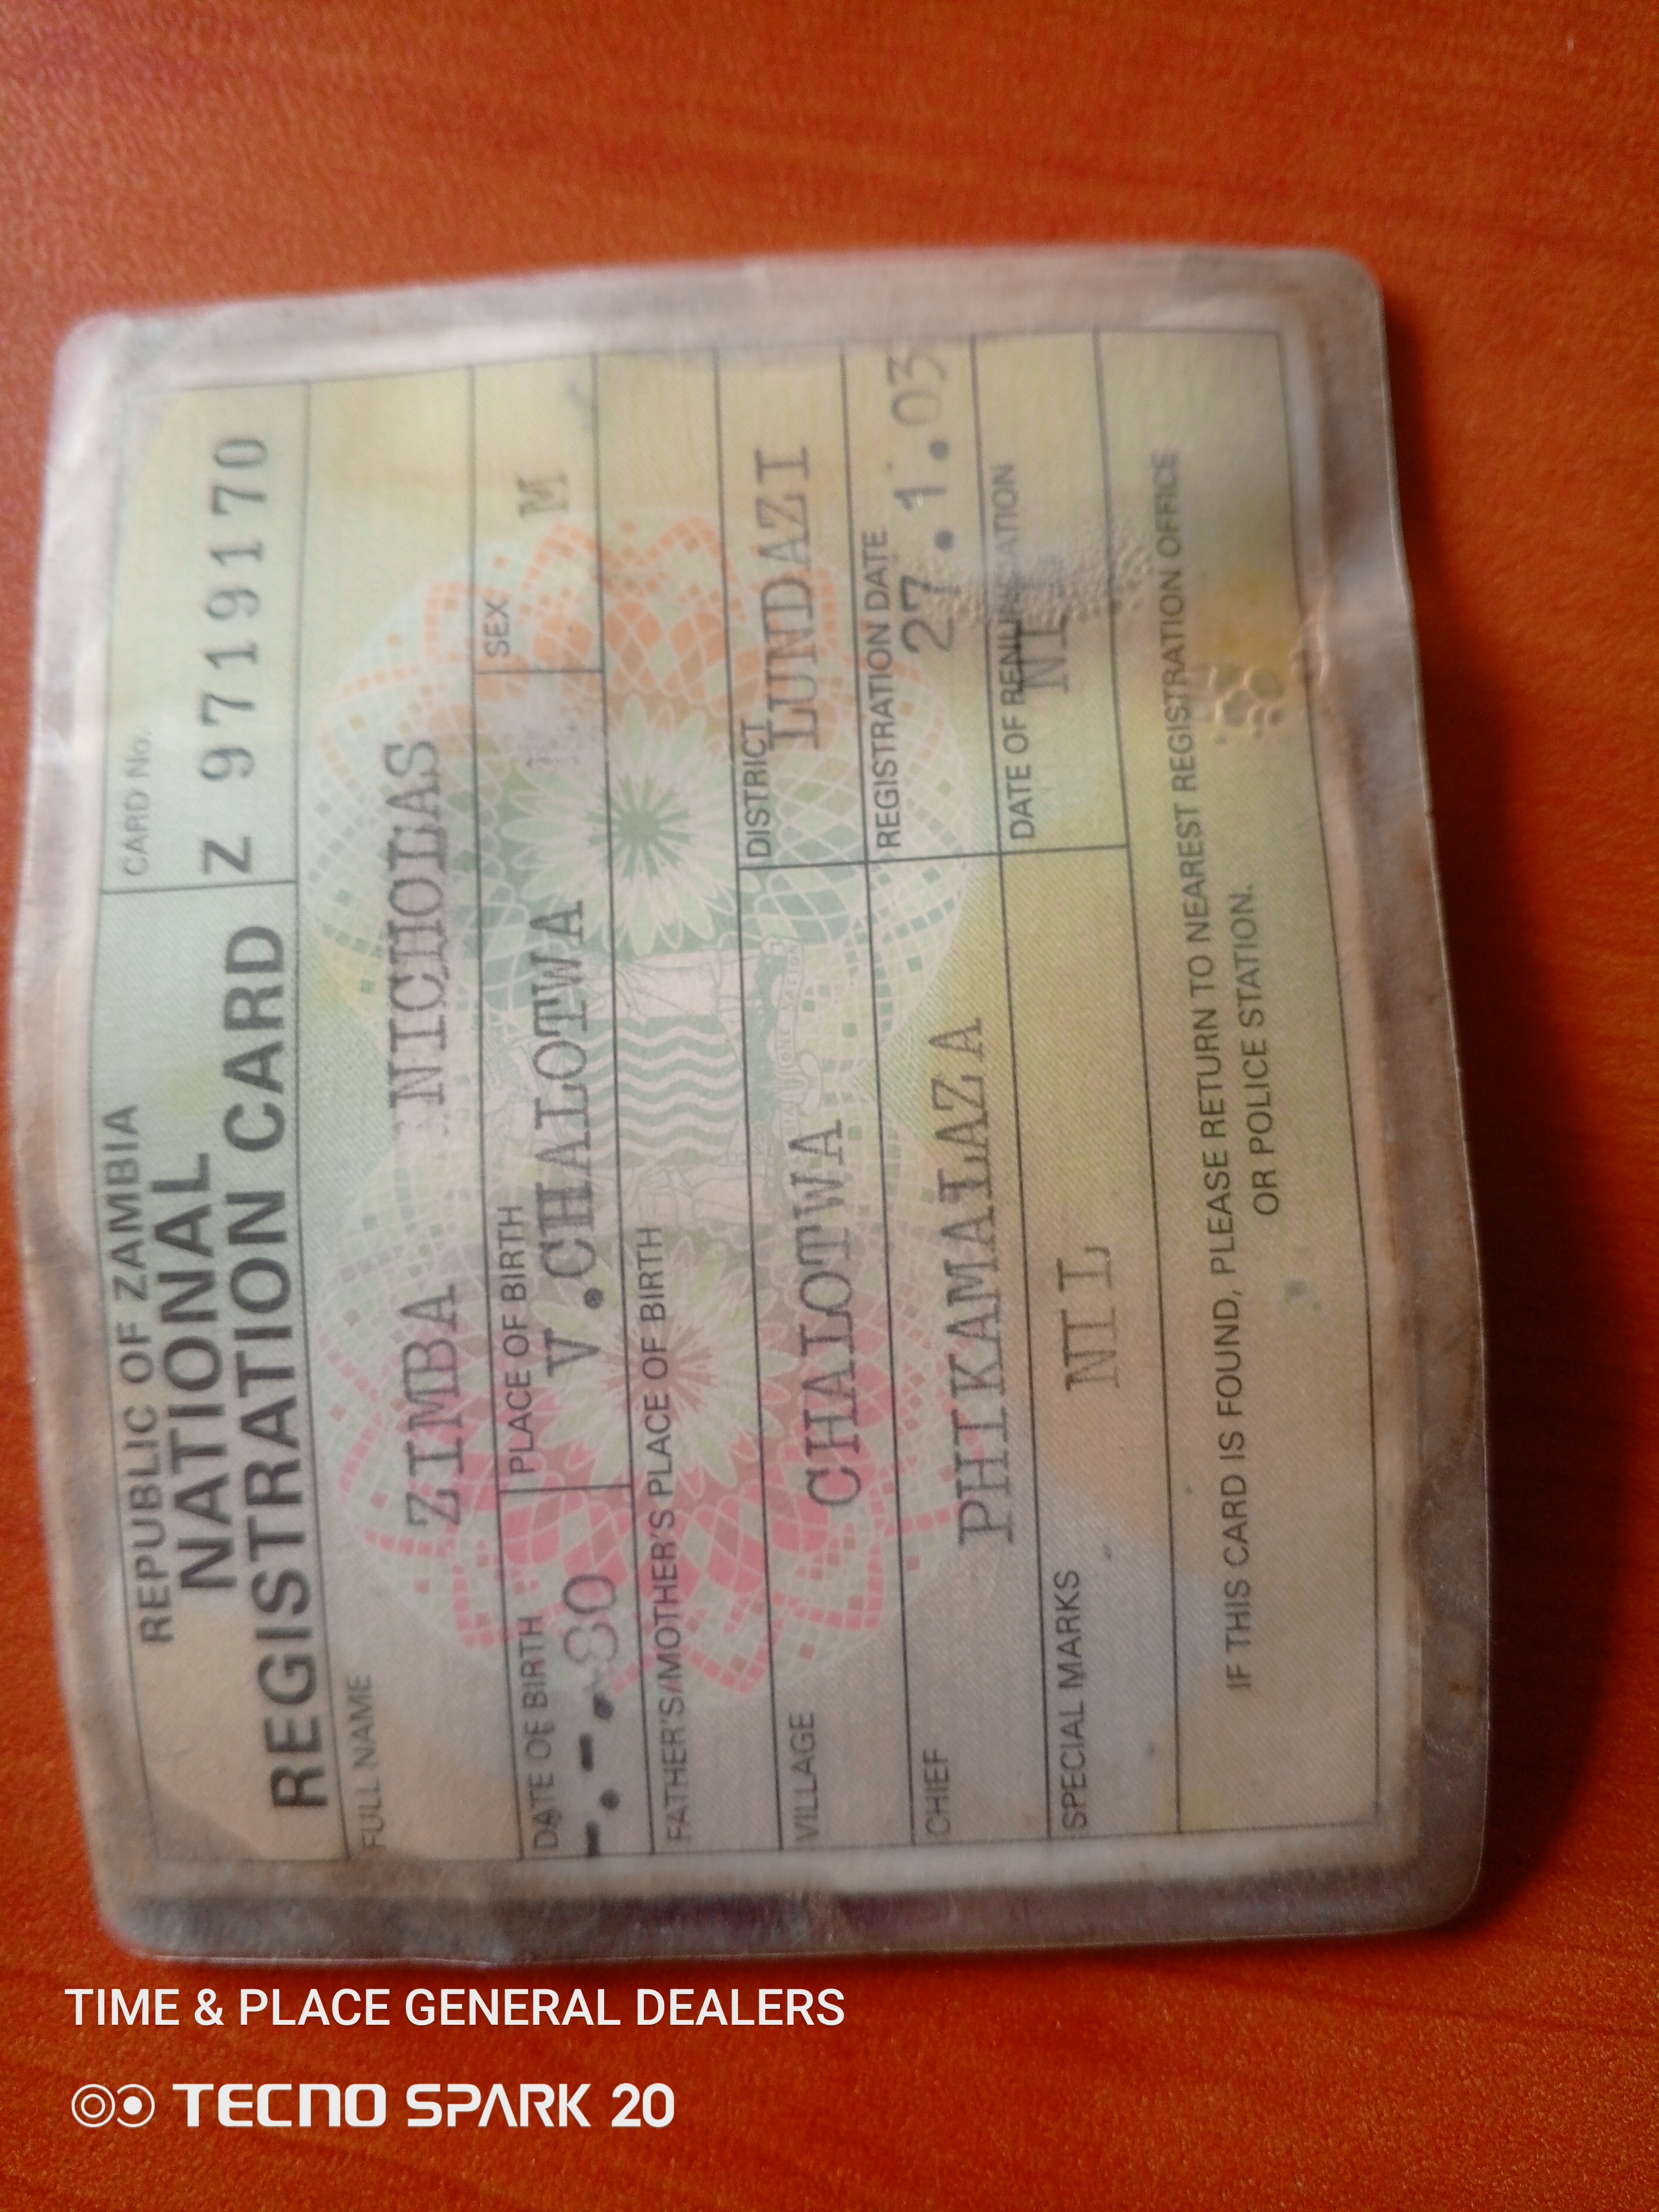 REPUBLIC OF ZAMBIA
NATIONAL
REGISTRATION CARD
CARD No.
Z 9719170
FULL NAME
ZIMBA NICHOLAS
DATE OF BIRTH
-.-.80
PLACE OF BIRTH
V.CHALOTWA
SEX
M
FATHER'S/MOTHER'S PLACE OF BIRTH
VILLAGE
CHALOTWA
DISTRICT
LUNDAZI
CHIEF
PHIKAMALAZA
REGISTRATION DATE
27.1.03
SPECIAL MARKS
NIL
DATE OF
IF THIS CARD IS FOUND, PLEASE RETURN TO NEAREST REGISTRATION OFFICE
OR POLICE STATION.
TIME & PLACE GENERAL DEALERS
TECNO SPARK 20